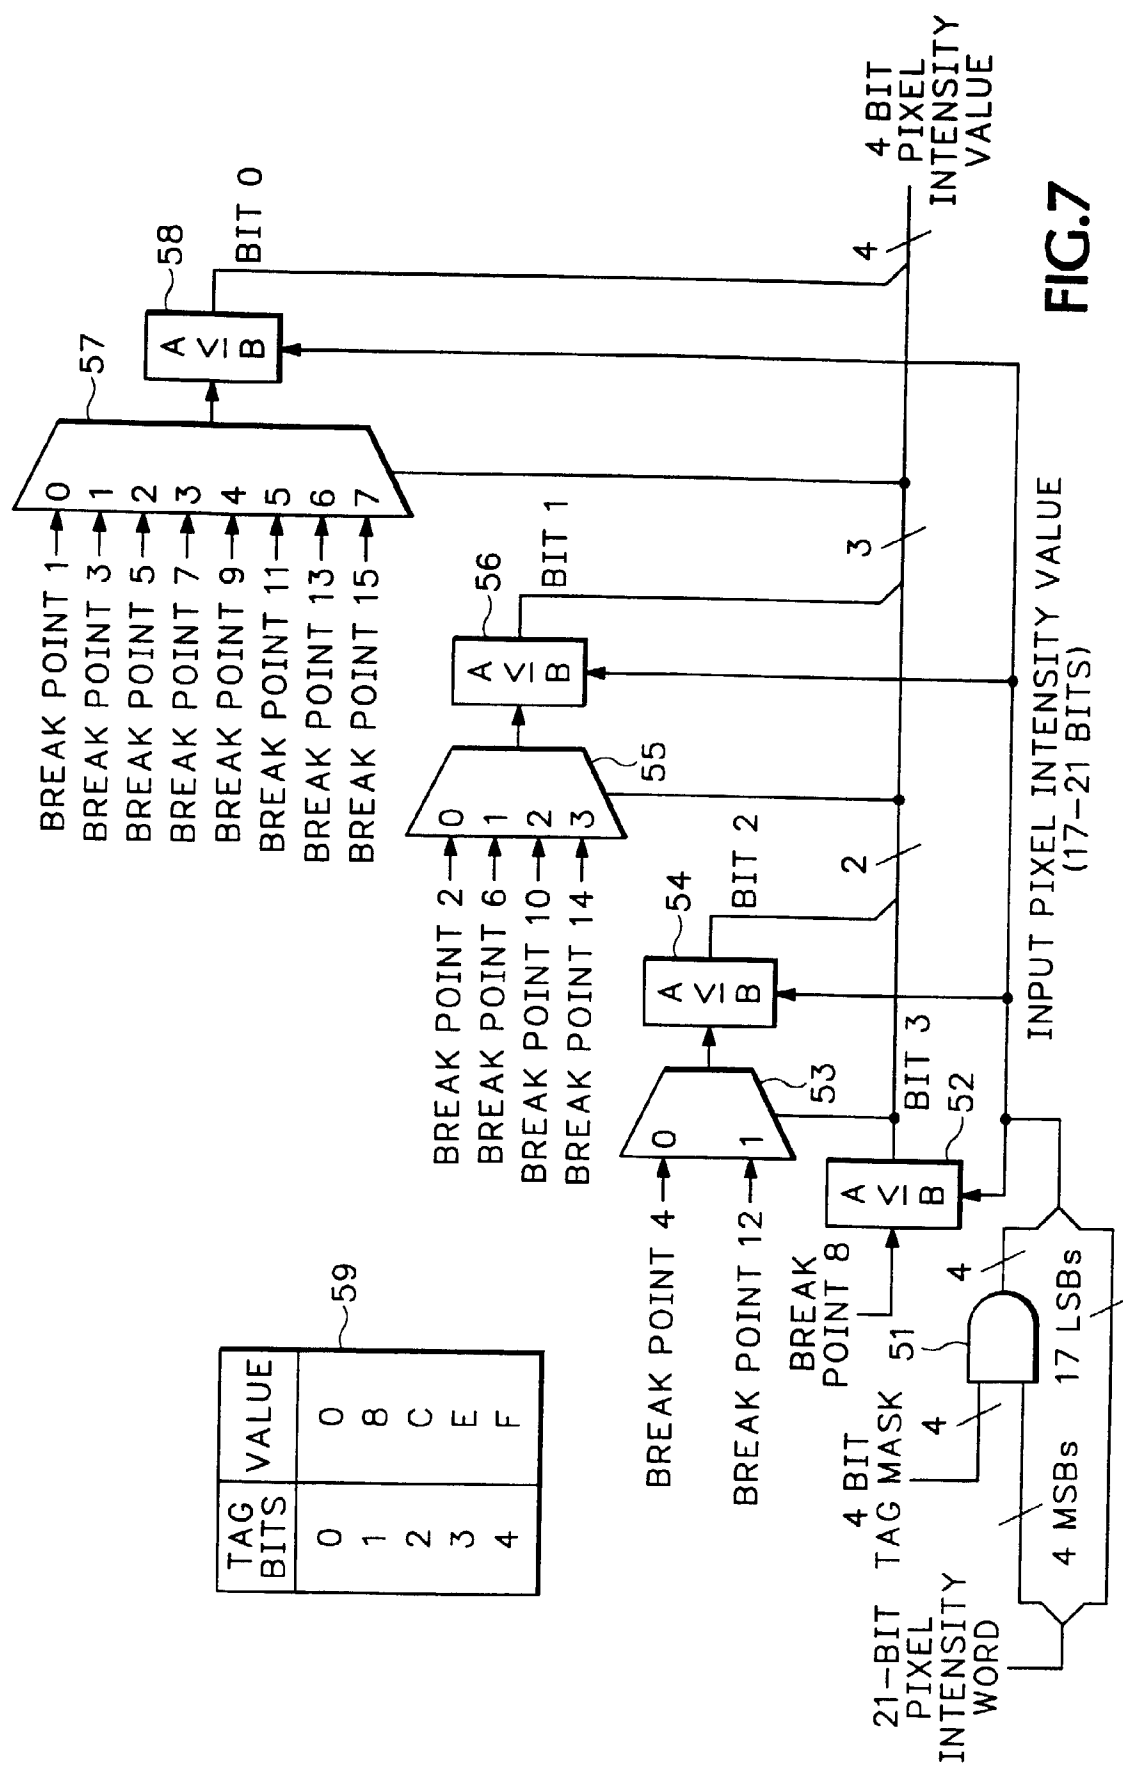 BREAK POINT 1
BREAK POINT 3
BREAK POINT 5
BREAK POINT 7
BREAK POINT 9
BREAK POINT 11
BREAK POINT 13
BREAK POINT 15
0
1
2
3
4
5
6
7
57
A
≤
B
58
BIT 0
TAG BITS VALUE
0 0
1 8
2 C
3 E
4 F
59
BREAK POINT 2
BREAK POINT 6
BREAK POINT 10
BREAK POINT 14
0
1
2
3
55
A
≤
B
56
BIT 1
BREAK POINT 4
BREAK POINT 12
0
1
53
A
≤
B
54
BIT 2
BREAK
POINT 8
A
≤
B
52
BIT 3
2
3
4
4 BIT
PIXEL
INTENSITY
VALUE
21-BIT
PIXEL
INTENSITY
WORD
4 BIT
TAG MASK
4
51
4
4 MSBs
17 LSBs
INPUT PIXEL INTENSITY VALUE
(17-21 BITS)
FIG.7